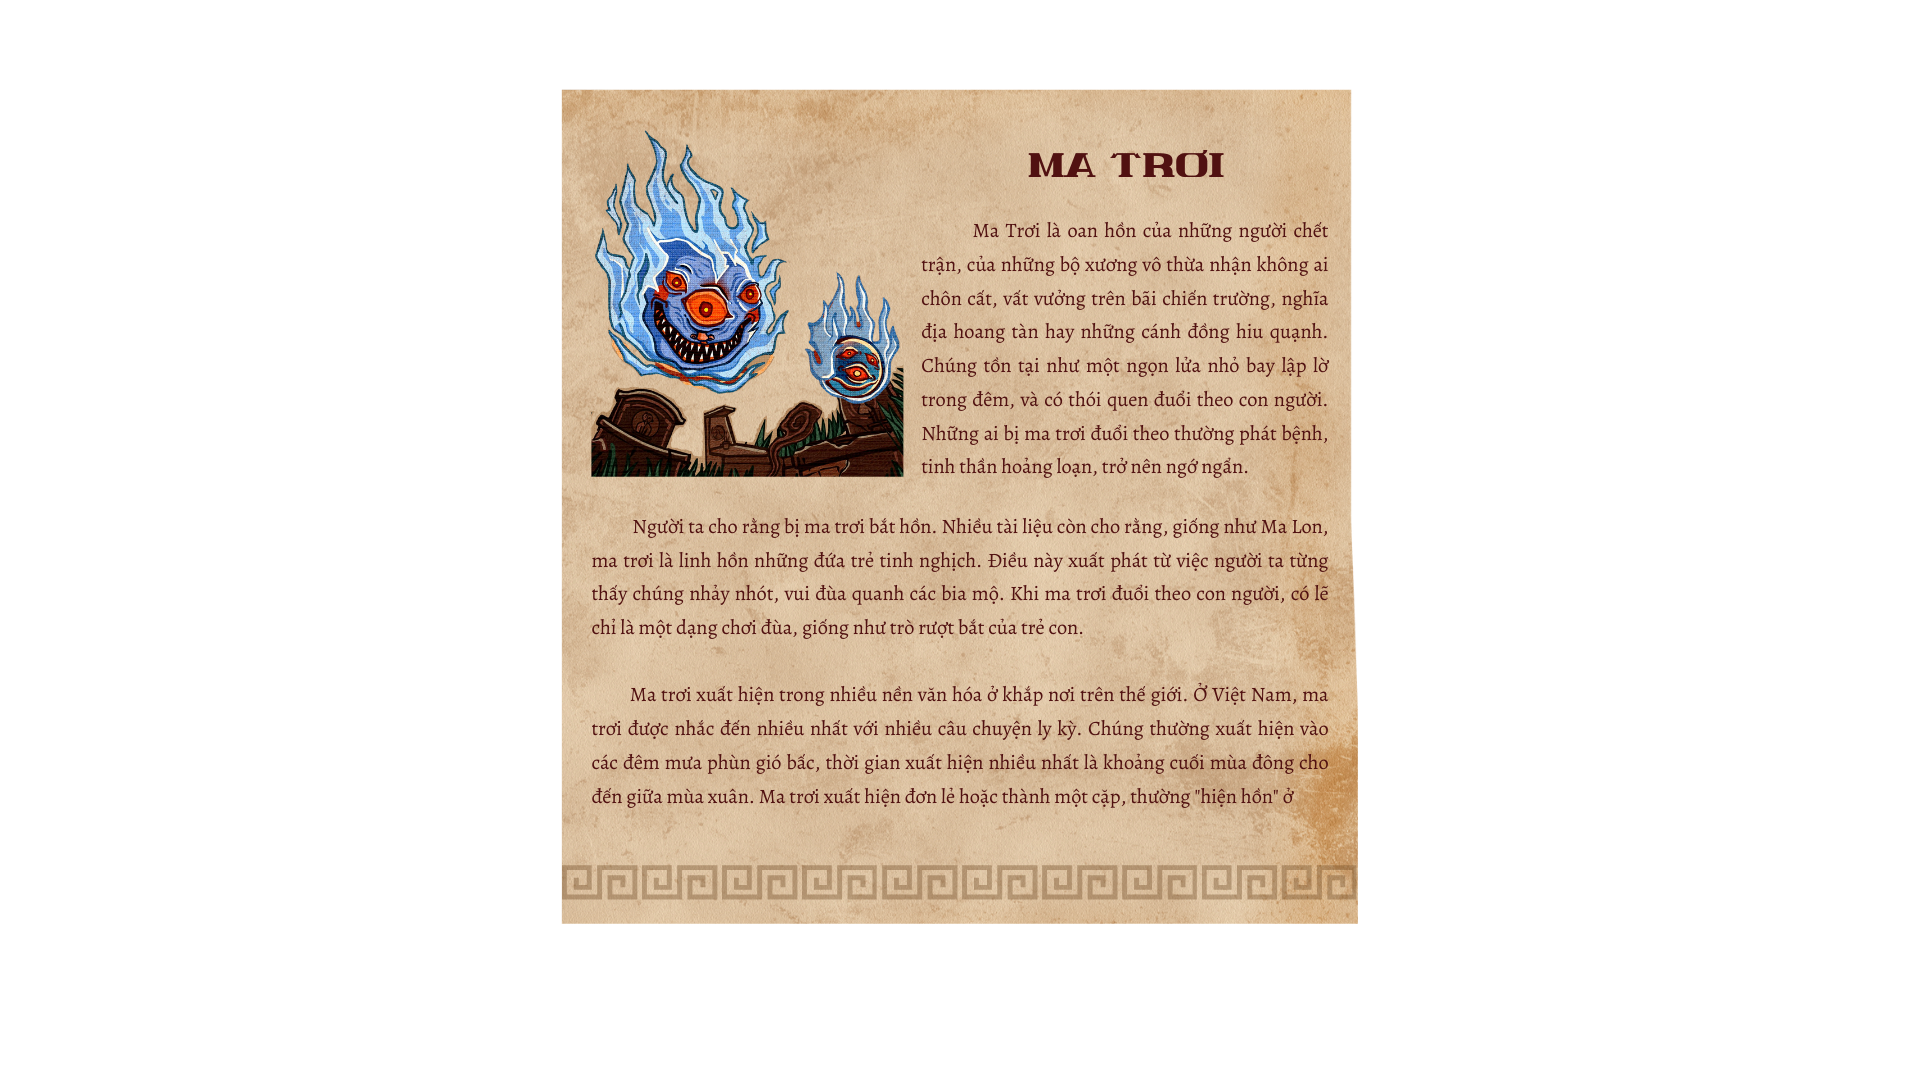 MA TRƠI
Ma Trơi là oan hồn của những người chết
trận, của những bộ xương vô thừa nhận không ai
chôn cất, vất vưởng trên bãi chiến trường, nghĩa
địa hoang tàn hay những cánh đồng hiu quạnh.
Chúng tồn tại như một ngọn lửa nhỏ bay lập lờ
trong đêm, và có thói quen đuổi theo con người.
Những ai bị ma trơi đuổi theo thường phát bệnh,
tinh thần hoảng loạn, trở nên ngớ ngẩn.
Người ta cho rằng bị ma trơi bắt hồn. Nhiều tài liệu còn cho rằng, giống như Ma Lon,
ma trơi là linh hồn những đứa trẻ tinh nghịch. Điều này xuất phát từ việc người ta từng
thấy chúng nhảy nhót, vui đùa quanh các bia mộ. Khi ma trơi đuổi theo con người, có lẽ
chỉ là một dạng chơi đùa, giống như trò rượt bắt của trẻ con.
Ma trơi xuất hiện trong nhiều nền văn hóa ở khắp nơi trên thế giới. Ở Việt Nam, ma
trơi được nhắc đến nhiều nhất với nhiều câu chuyện ly kỳ. Chúng thường xuất hiện vào
các đêm mưa phùn gió bấc, thời gian xuất hiện nhiều nhất là khoảng cuối mùa đông cho
đến giữa mùa xuân. Ma trơi xuất hiện đơn lẻ hoặc thành một cặp, thường "hiện hồn" ở